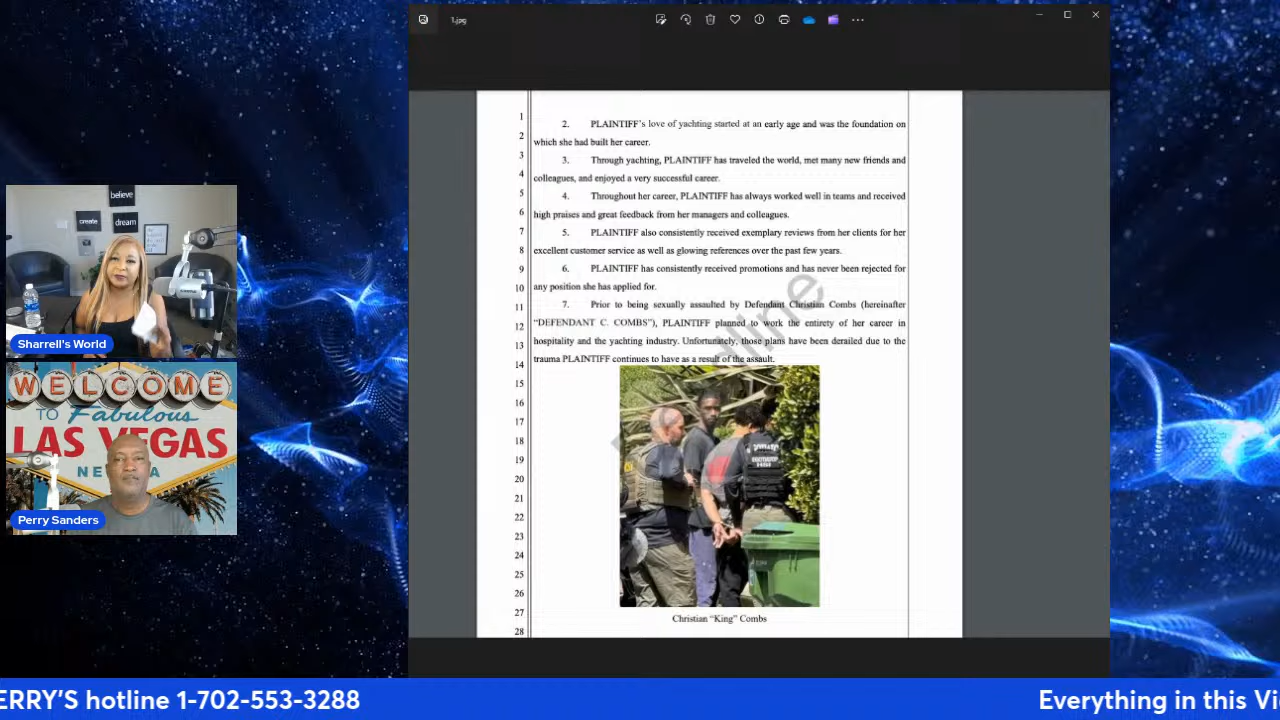 1.jpg
1
2
3
4
5
6
7
8
9
10
11
12
13
14
15
16
17
18
19
20
21
22
23
24
25
26
27
28
2. PLAINTIFF's love of yachting started at an early age and was the foundation on
which she had built her career.
3. Through yachting, PLAINTIFF has traveled the world, met many new friends and
colleagues, and enjoyed a very successful career.
4. Throughout her career, PLAINTIFF has always worked well in teams and received
high praises and great feedback from her managers and colleagues.
5. PLAINTIFF also consistently received exemplary reviews from her clients for her
excellent customer service as well as glowing references over the past few years.
6. PLAINTIFF has consistently received promotions and has never been rejected for
any position she has applied for.
7. Prior to being sexually assaulted by Defendant Christian Combs (hereinafter
"DEFENDANT C. COMBS"), PLAINTIFF planned to work the entirety of her career in
hospitality and the yachting industry. Unfortunately, those plans have been derailed due to the
trauma PLAINTIFF continues to have as a result of the assault.
Christian "King" Combs
believe
create
dream
Sharrell's World
WELCOME
TO Fabulous
LAS VEGAS
Perry Sanders
ERRY'S hotline 1-702-553-3288
Everything in this Vi